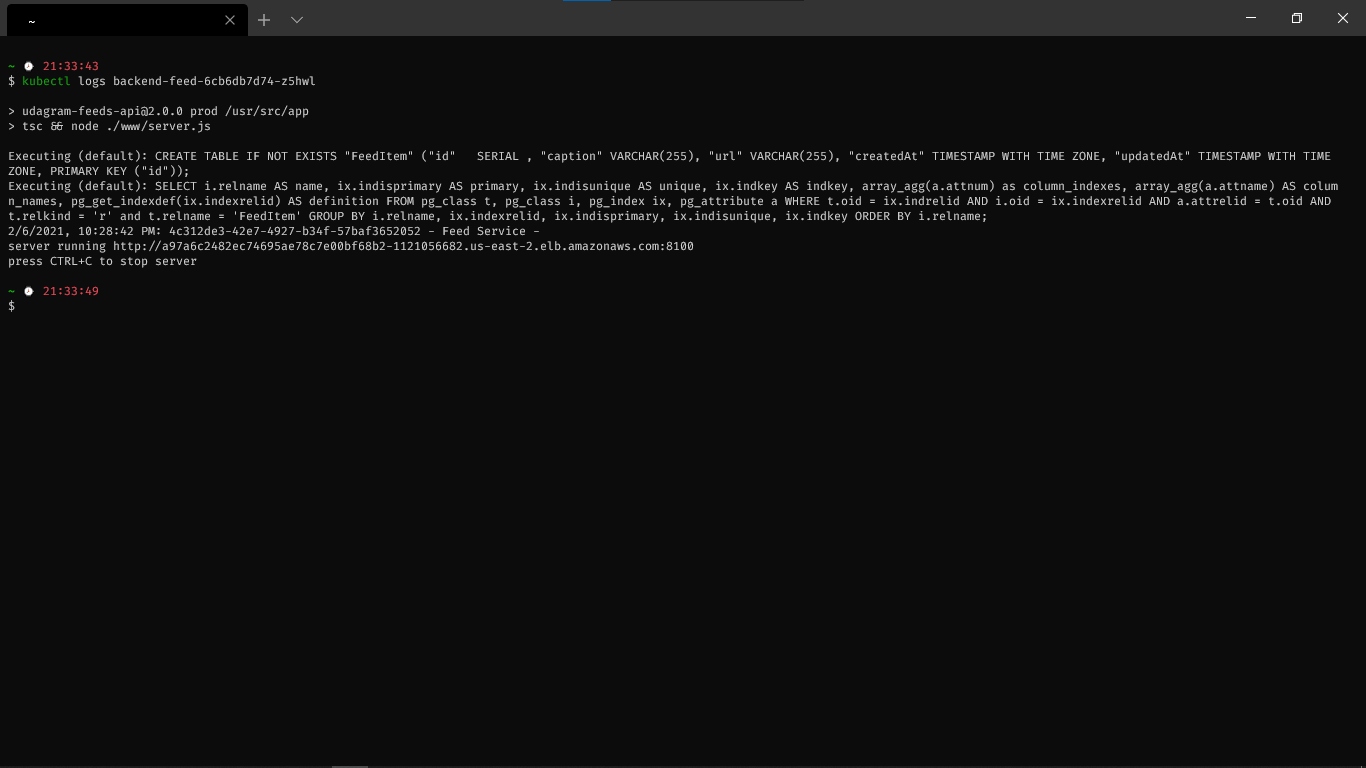 ~
~ 21:33:43
$ kubectl logs backend-feed-6cb6db7d74-z5hwl
> udagram-feeds-api@2.0.0 prod /usr/src/app
> tsc && node ./www/server.js
Executing (default): CREATE TABLE IF NOT EXISTS "FeedItem" ("id"   SERIAL , "caption" VARCHAR(255), "url" VARCHAR(255), "createdAt" TIMESTAMP WITH TIME ZONE, "updatedAt" TIMESTAMP WITH TIME
ZONE, PRIMARY KEY ("id"));
Executing (default): SELECT i.relname AS name, ix.indisprimary AS primary, ix.indisunique AS unique, ix.indkey AS indkey, array_agg(a.attnum) as column_indexes, array_agg(a.attname) AS colum
n_names, pg_get_indexdef(ix.indexrelid) AS definition FROM pg_class t, pg_class i, pg_index ix, pg_attribute a WHERE t.oid = ix.indrelid AND i.oid = ix.indexrelid AND a.attrelid = t.oid AND
t.relkind = 'r' and t.relname = 'FeedItem' GROUP BY i.relname, ix.indexrelid, ix.indisprimary, ix.indisunique, ix.indkey ORDER BY i.relname;
2/6/2021, 10:28:42 PM: 4c312de3-42e7-4927-b34f-57baf3652052 - Feed Service -
server running http://a97a6c2482ec74695ae78c7e00bf68b2-1121056682.us-east-2.elb.amazonaws.com:8100
press CTRL+C to stop server
~ 21:33:49
$